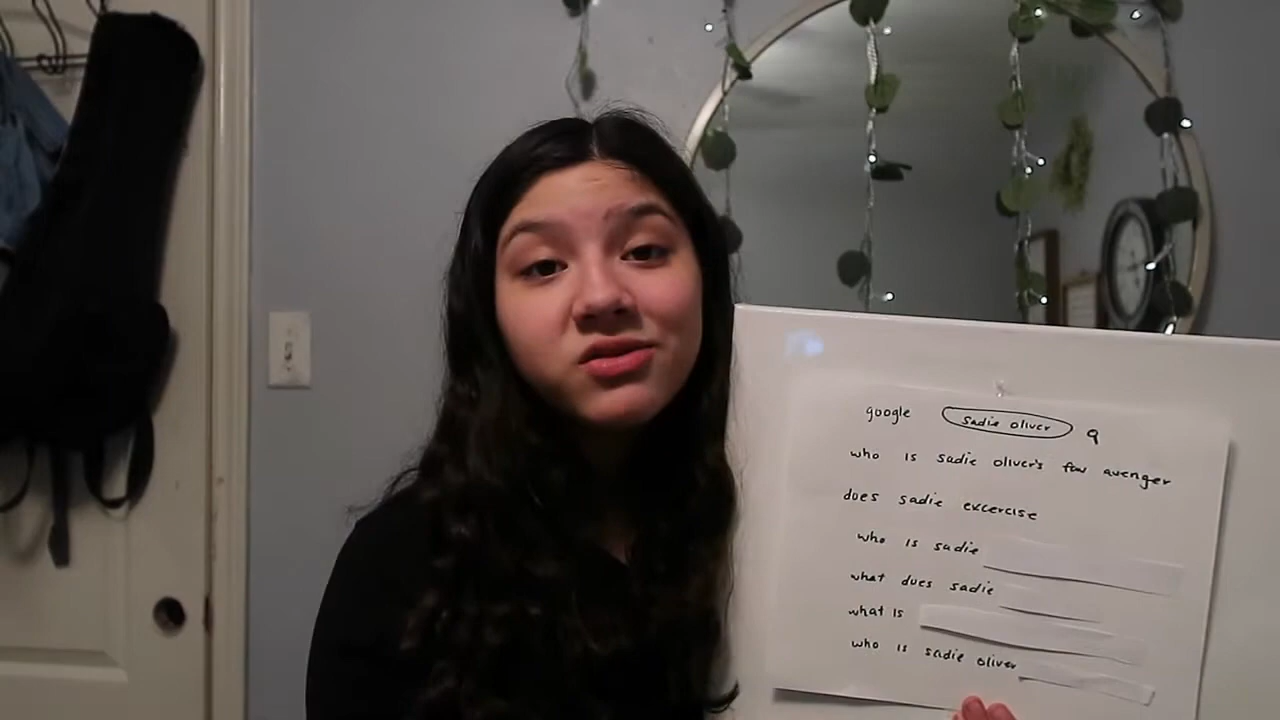 google sadie oliver
who is sadie oliver's fav avenger
does sadie excercise
who is sadie
what does sadie
what is
who is sadie oliver